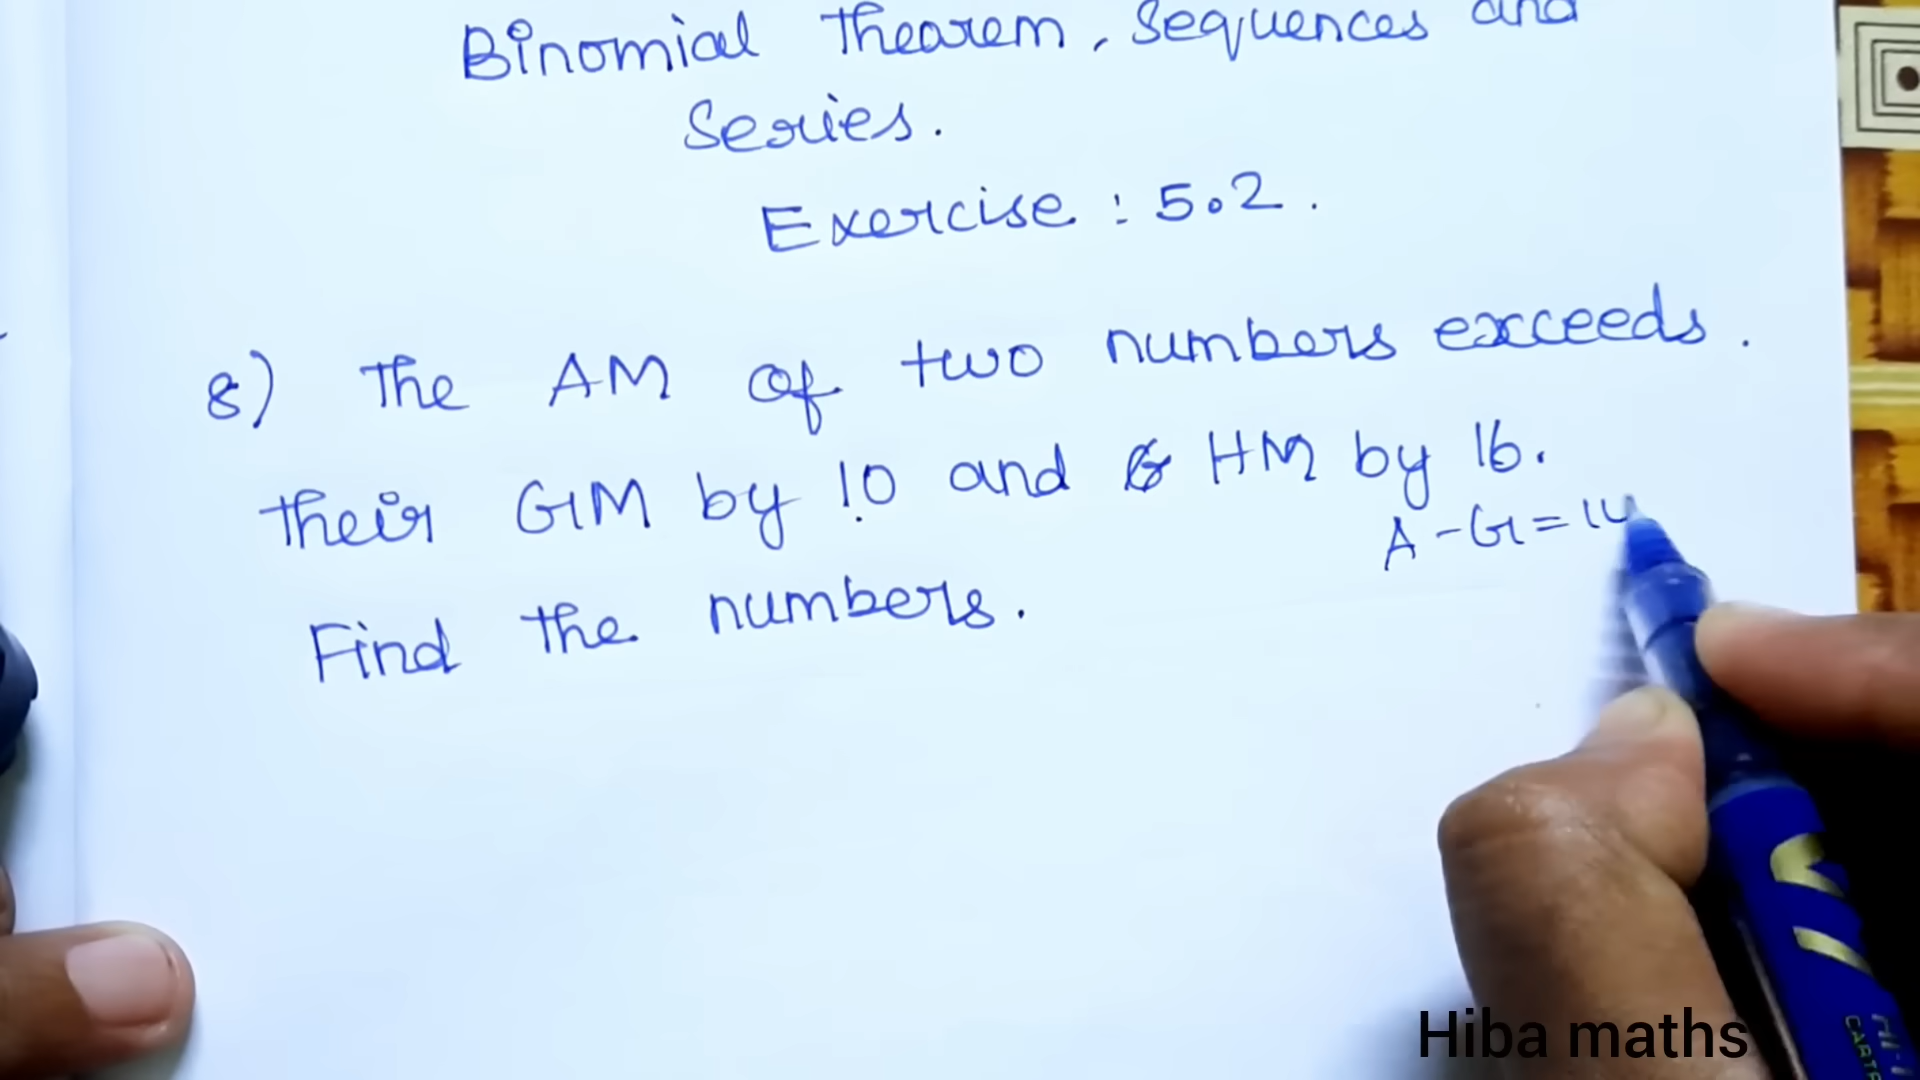 Binomial Thearem, Sequences and
Series.
Exercise : 5.2.
8) The AM of two numbers exceeds.
their GM by 10 and HM by 16.
A - G = 10
Find the numbers.
Hiba maths